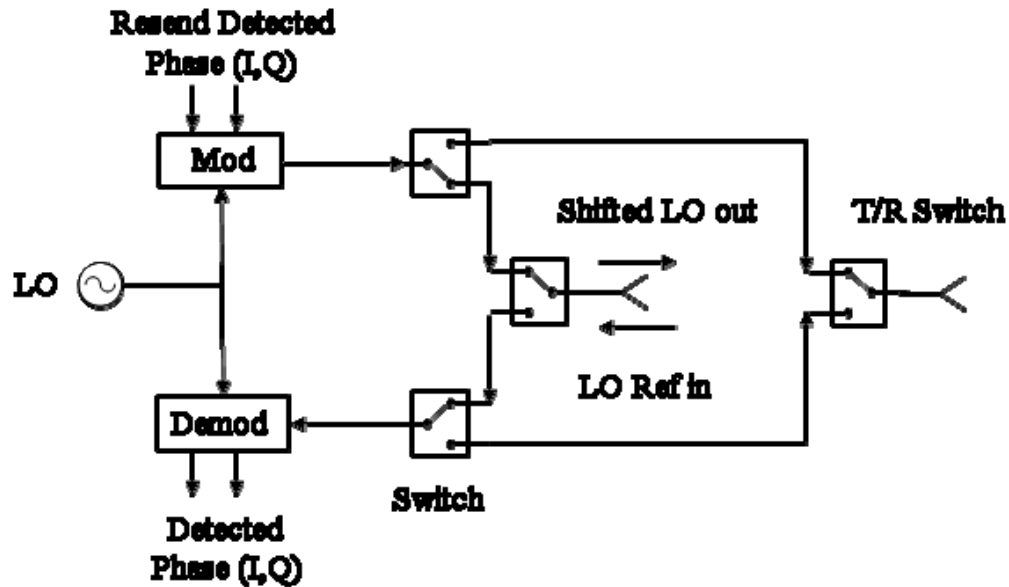 Resend Detected
Phase (I,Q)
Mod
Shifted LO out
T/R Switch
LO
LO Ref in
Demod
Switch
Detected
Phase (I,Q)